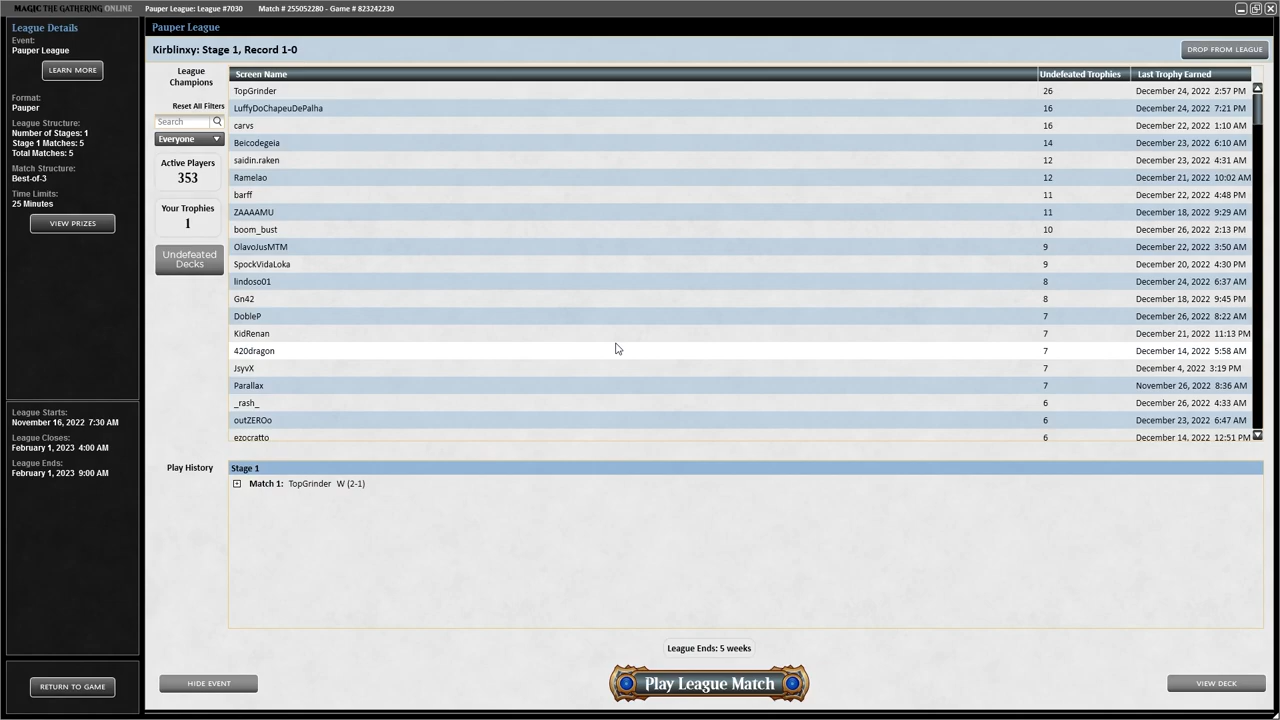 MAGIC THE GATHERING ONLINE Pauper League: League #7030 Match # 255052280 - Game # 823242230
League Details
Event:
Pauper League
LEARN MORE
Format:
Pauper
League Structure:
Number of Stages: 1
Stage 1 Matches: 5
Total Matches: 5
Match Structure:
Best-of-3
Time Limits:
25 Minutes
VIEW PRIZES
League Starts:
November 16, 2022 7:30 AM
League Closes:
February 1, 2023 4:00 AM
League Ends:
February 1, 2023 9:00 AM
RETURN TO GAME
Pauper League
Kirblinxy: Stage 1, Record 1-0
DROP FROM LEAGUE
League
Champions
Reset All Filters
Search
Everyone
Active Players
353
Your Trophies
1
Undefeated
Decks
Screen Name Undefeated Trophies Last Trophy Earned
TopGrinder 26 December 24, 2022 2:57 PM
LuffyDoChapeuDePalha 16 December 24, 2022 7:21 PM
carvs 16 December 22, 2022 1:10 AM
Beicodegeia 14 December 23, 2022 6:10 AM
saidin.raken 12 December 23, 2022 4:31 AM
Ramelao 12 December 21, 2022 10:02 AM
barff 11 December 22, 2022 4:48 PM
ZAAAAMU 11 December 18, 2022 9:29 AM
boom_bust 10 December 26, 2022 2:13 PM
OlavoJusMTM 9 December 22, 2022 3:50 AM
SpockVidaLoka 9 December 20, 2022 4:30 PM
lindoso01 8 December 24, 2022 6:37 AM
Gn42 8 December 18, 2022 9:45 PM
DobleP 7 December 26, 2022 8:22 AM
KidRenan 7 December 21, 2022 11:13 PM
420dragon 7 December 14, 2022 5:58 AM
JsyvX 7 December 4, 2022 3:19 PM
Parallax 7 November 26, 2022 8:36 AM
_rash_ 6 December 26, 2022 4:33 AM
outZEROo 6 December 23, 2022 6:47 AM
ezocratto 6 December 14, 2022 12:51 PM
Play History
Stage 1
Match 1: TopGrinder W (2-1)
League Ends: 5 weeks
HIDE EVENT
Play League Match
VIEW DECK